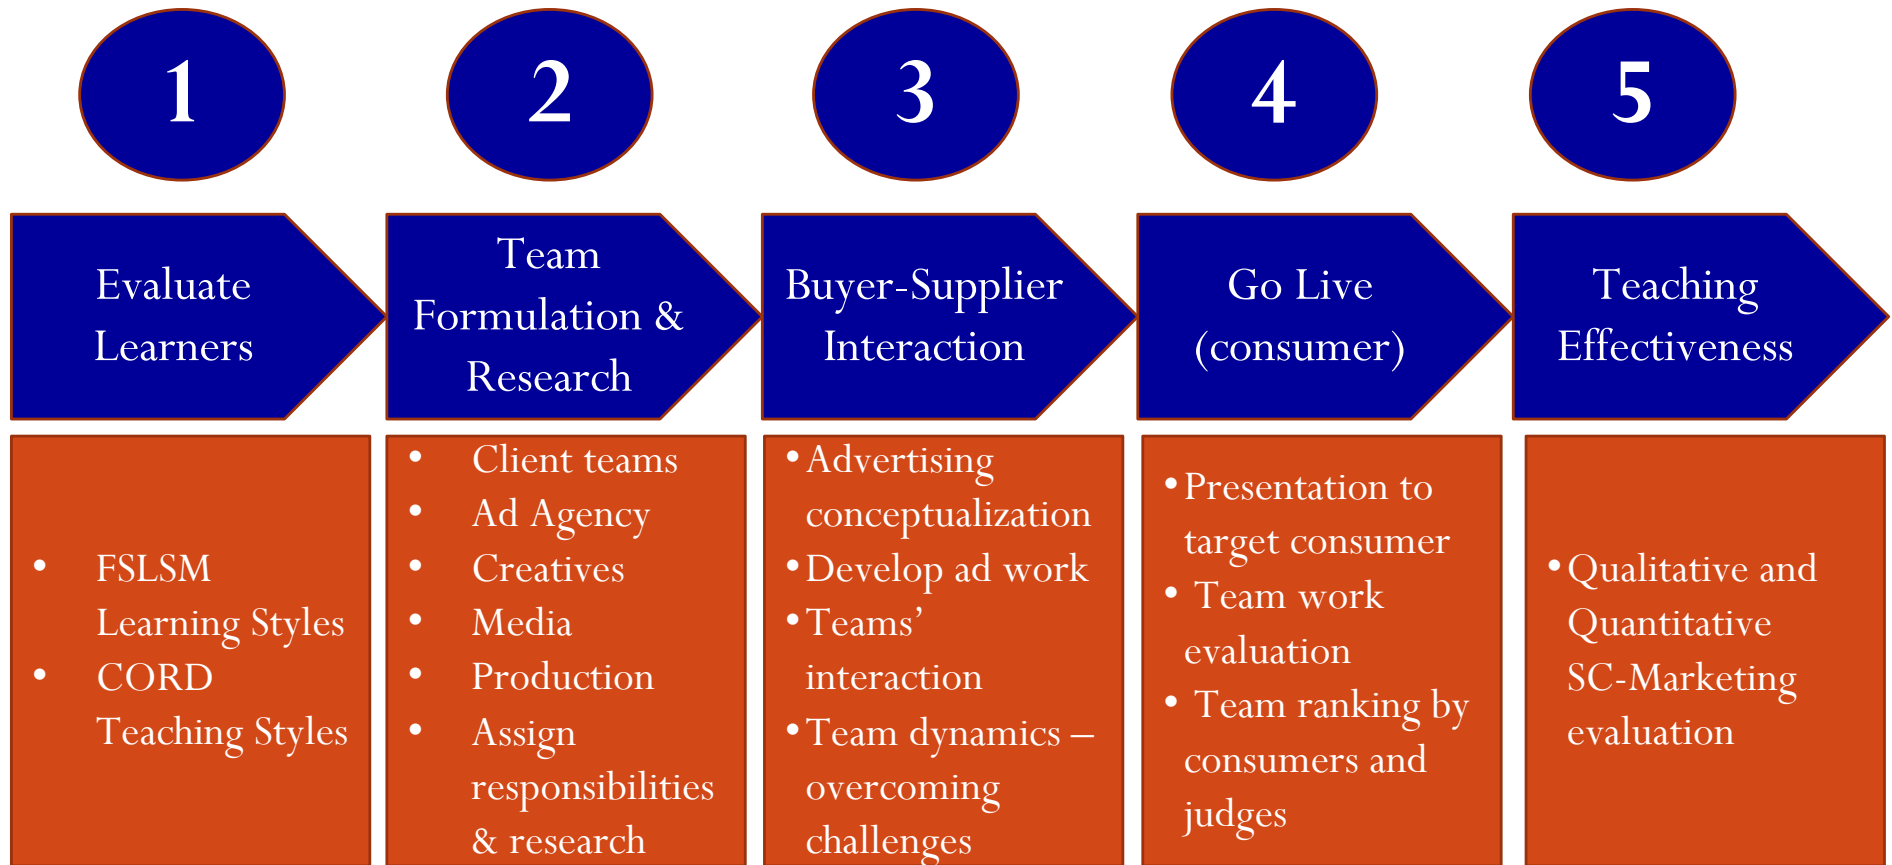 1
2
3
4
5
Evaluate
Learners
Team
Formulation &
Research
Buyer-Supplier
Interaction
Go Live
(consumer)
Teaching
Effectiveness
• FSLSM
Learning Styles
• CORD
Teaching Styles
• Client teams
• Ad Agency
• Creatives
• Media
• Production
• Assign
responsibilities
& research
• Advertising
conceptualization
• Develop ad work
• Teams’
interaction
• Team dynamics –
overcoming
challenges
• Presentation to
target consumer
• Team work
evaluation
• Team ranking by
consumers and
judges
• Qualitative and
Quantitative
SC-Marketing
evaluation